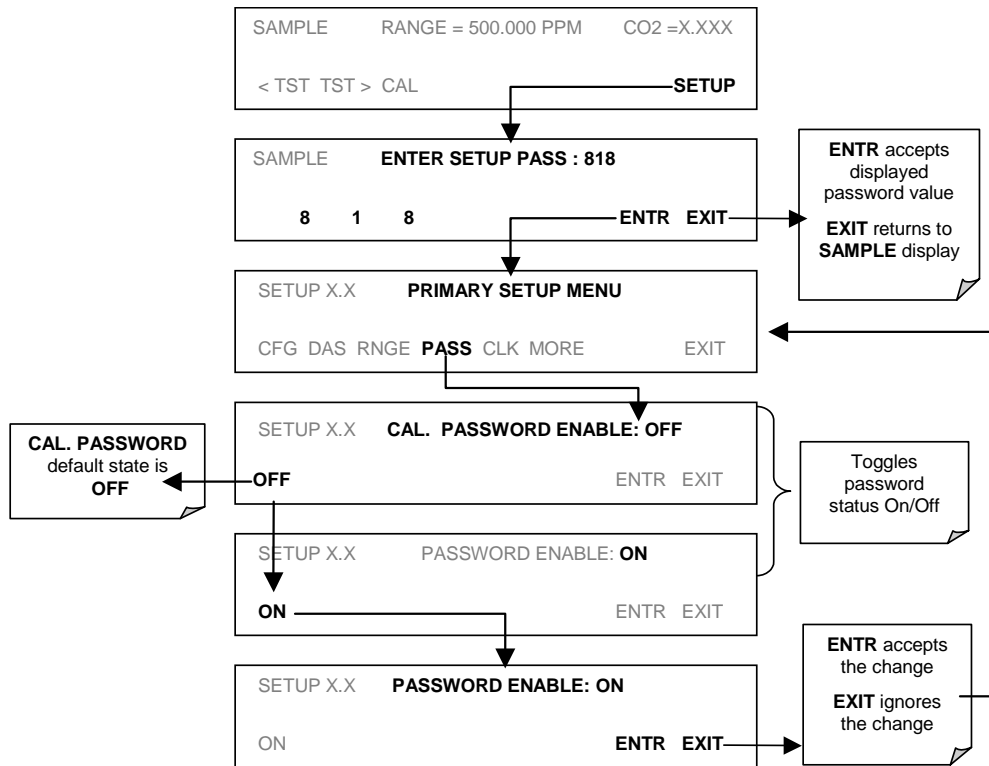 SAMPLE RANGE = 500.000 PPM CO2 =X.XXX
< TST TST > CAL SETUP
SAMPLE ENTER SETUP PASS : 818
8 1 8 ENTR EXIT
ENTR accepts
displayed
password value
EXIT returns to
SAMPLE display
SETUP X.X PRIMARY SETUP MENU
CFG DAS RNGE PASS CLK MORE EXIT
SETUP X.X CAL. PASSWORD ENABLE: OFF
OFF ENTR EXIT
CAL. PASSWORD
default state is
OFF
Toggles
password
status On/Off
SETUP X.X PASSWORD ENABLE: ON
ON ENTR EXIT
SETUP X.X PASSWORD ENABLE: ON
ON ENTR EXIT
ENTR accepts
the change
EXIT ignores
the change